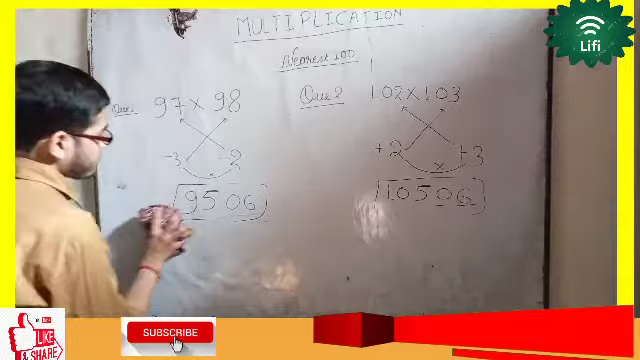 MULTIPLICATION
Nearest 100
Que1 97 × 98
-3 -2
9506
Que 2 102 × 103
+2 × +3
10506
Lifi
LIKE
& SHARE
SUBSCRIBE